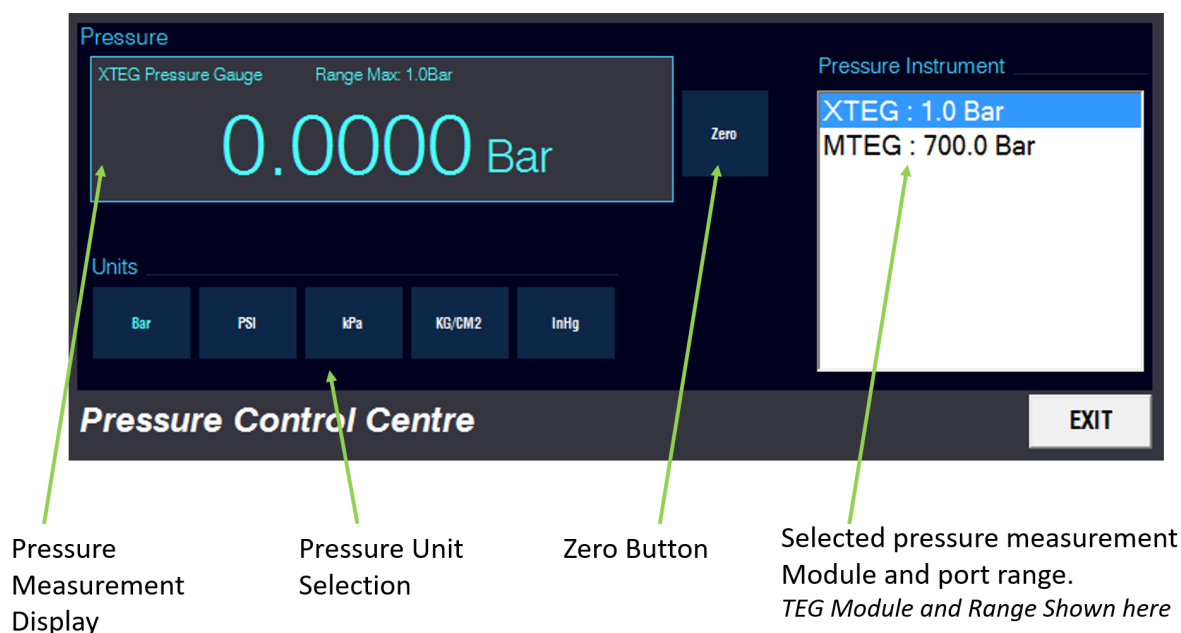 Pressure
XTEG Pressure Gauge Range Max: 1.0Bar
0.0000 Bar
Zero
Pressure Instrument
XTEG : 1.0 Bar
MTEG : 700.0 Bar
Units
Bar PSI kPa KG/CM2 InHg
Pressure Control Centre
EXIT
Pressure
Measurement
Display
Pressure Unit
Selection
Zero Button
Selected pressure measurement
Module and port range.
TEG Module and Range Shown here